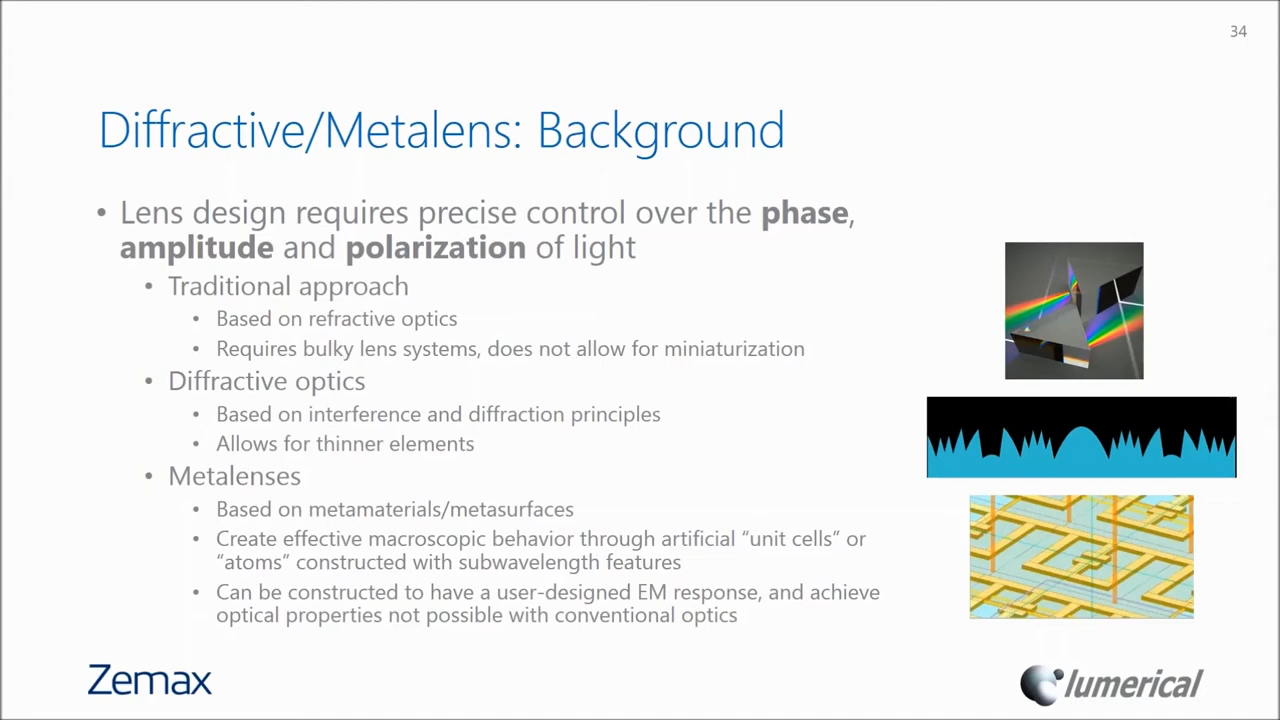 34
Diffractive/Metalens: Background
• Lens design requires precise control over the phase,
amplitude and polarization of light
• Traditional approach
• Based on refractive optics
• Requires bulky lens systems, does not allow for miniaturization
• Diffractive optics
• Based on interference and diffraction principles
• Allows for thinner elements
• Metalenses
• Based on metamaterials/metasurfaces
• Create effective macroscopic behavior through artificial “unit cells” or
“atoms” constructed with subwavelength features
• Can be constructed to have a user-designed EM response, and achieve
optical properties not possible with conventional optics
Zemax
lumerical